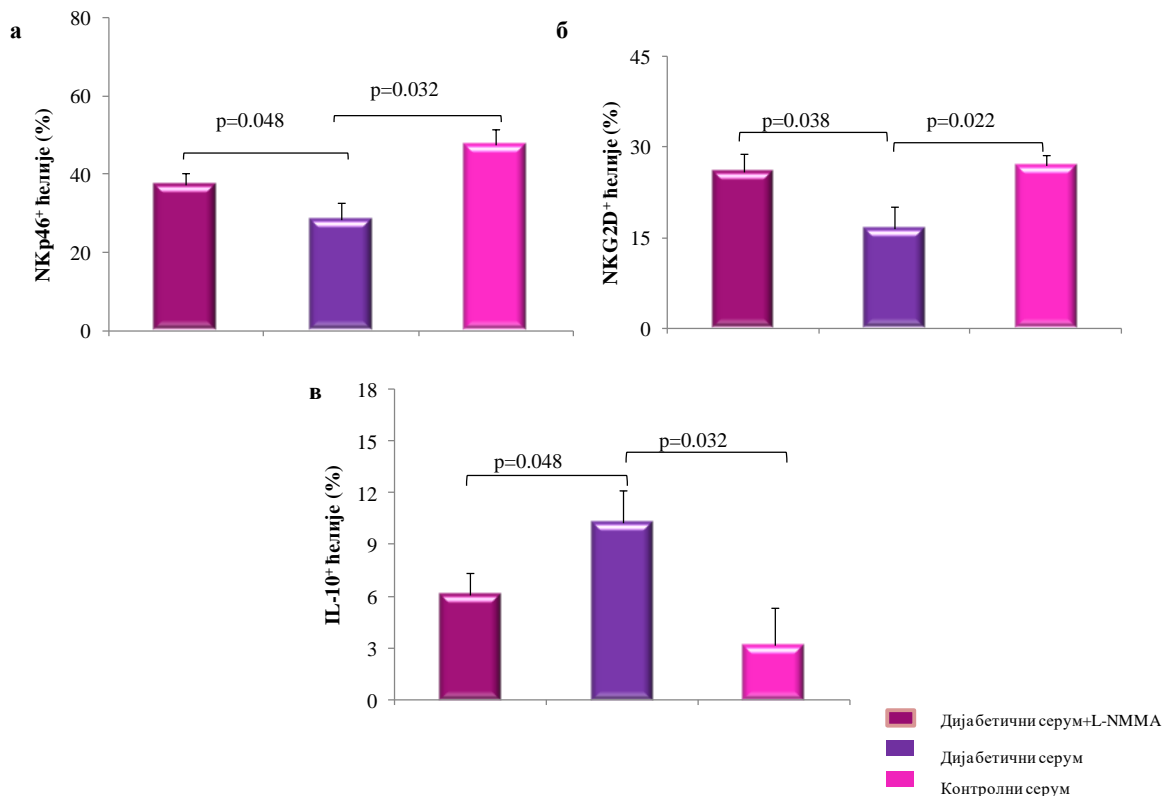 а
NKp46⁺ ћелије (%)
80
60
40
20
0
p=0.048
p=0.032
б
NKG2D⁺ ћелије (%)
45
30
15
0
p=0.038
p=0.022
в
IL-10⁺ ћелије (%)
18
15
12
9
6
3
0
p=0.048
p=0.032
Дијабетични серум+L-NMMA
Дијабетични серум
Контролни серум